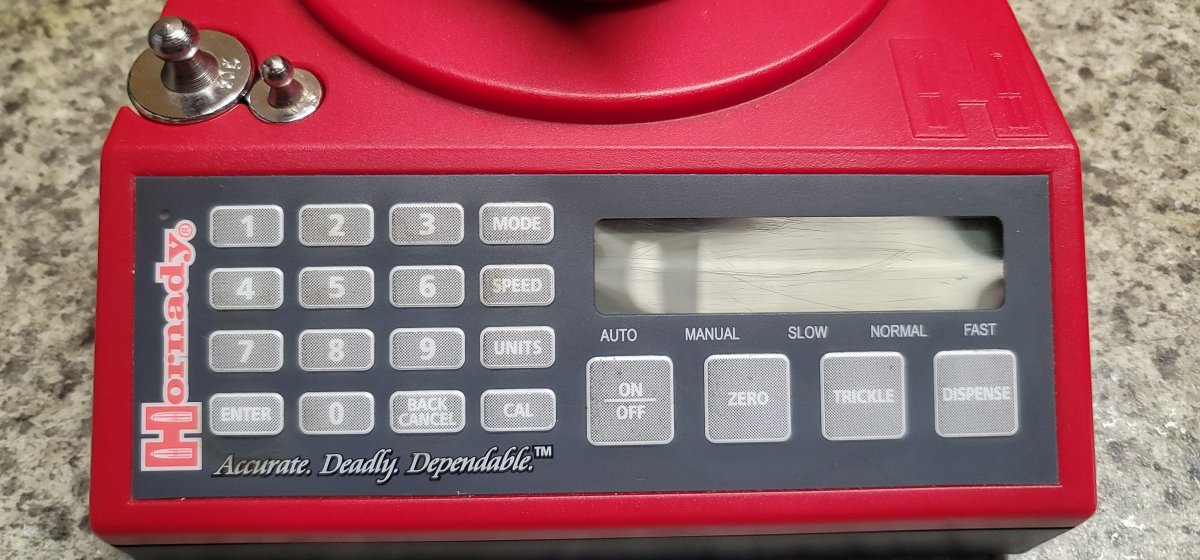 1 2 3 MODE
4 5 6 SPEED
7 8 9 UNITS
ENTER 0 BACK CANCEL CAL
Hornady®
Accurate. Deadly. Dependable.™
AUTO MANUAL SLOW NORMAL FAST
ON OFF ZERO TRICKLE DISPENSE